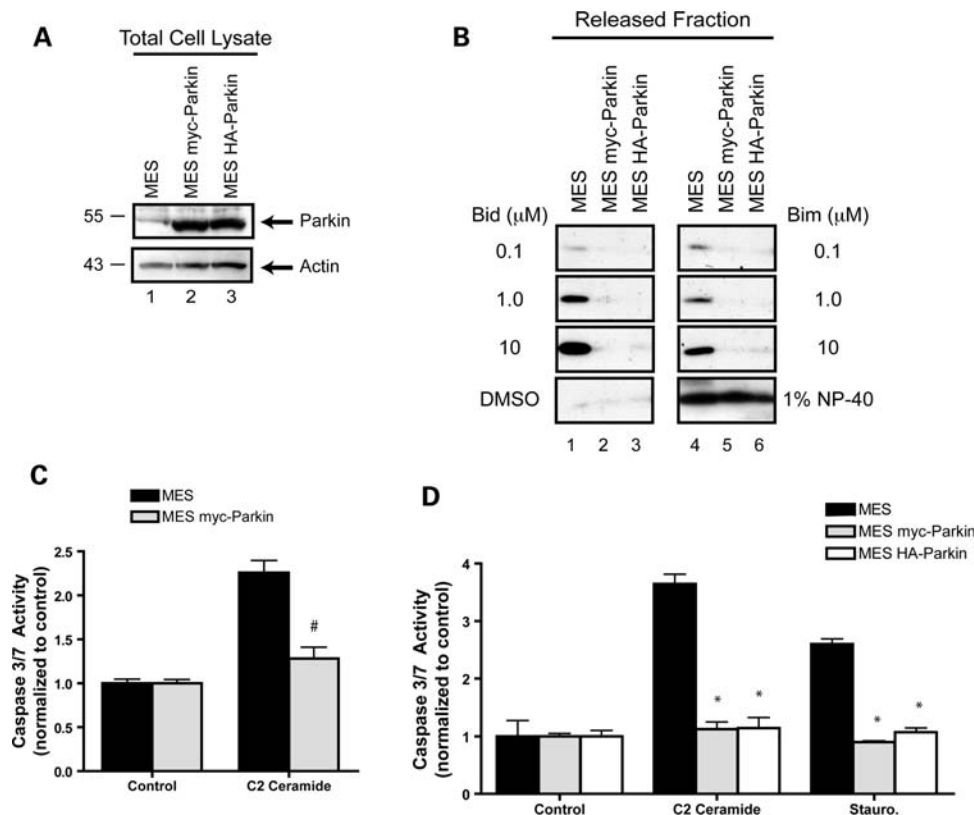 A
Total Cell Lysate
MES
MES myc-Parkin
MES HA-Parkin
55
Parkin
43
Actin
1 2 3
B
Released Fraction
MES
MES myc-Parkin
MES HA-Parkin
MES
MES myc-Parkin
MES HA-Parkin
Bid (μM)
Bim (μM)
0.1
0.1
1.0
1.0
10
10
DMSO
1% NP-40
1 2 3 4 5 6
C
MES
MES myc-Parkin
Caspase 3/7 Activity
(normalized to control)
2.5
2.0
1.5
1.0
0.5
0.0
#
Control
C2 Ceramide
D
MES
MES myc-Parkin
MES HA-Parkin
Caspase 3/7 Activity
(normalized to control)
4
3
2
1
0
* *
* *
Control
C2 Ceramide
Stauro.